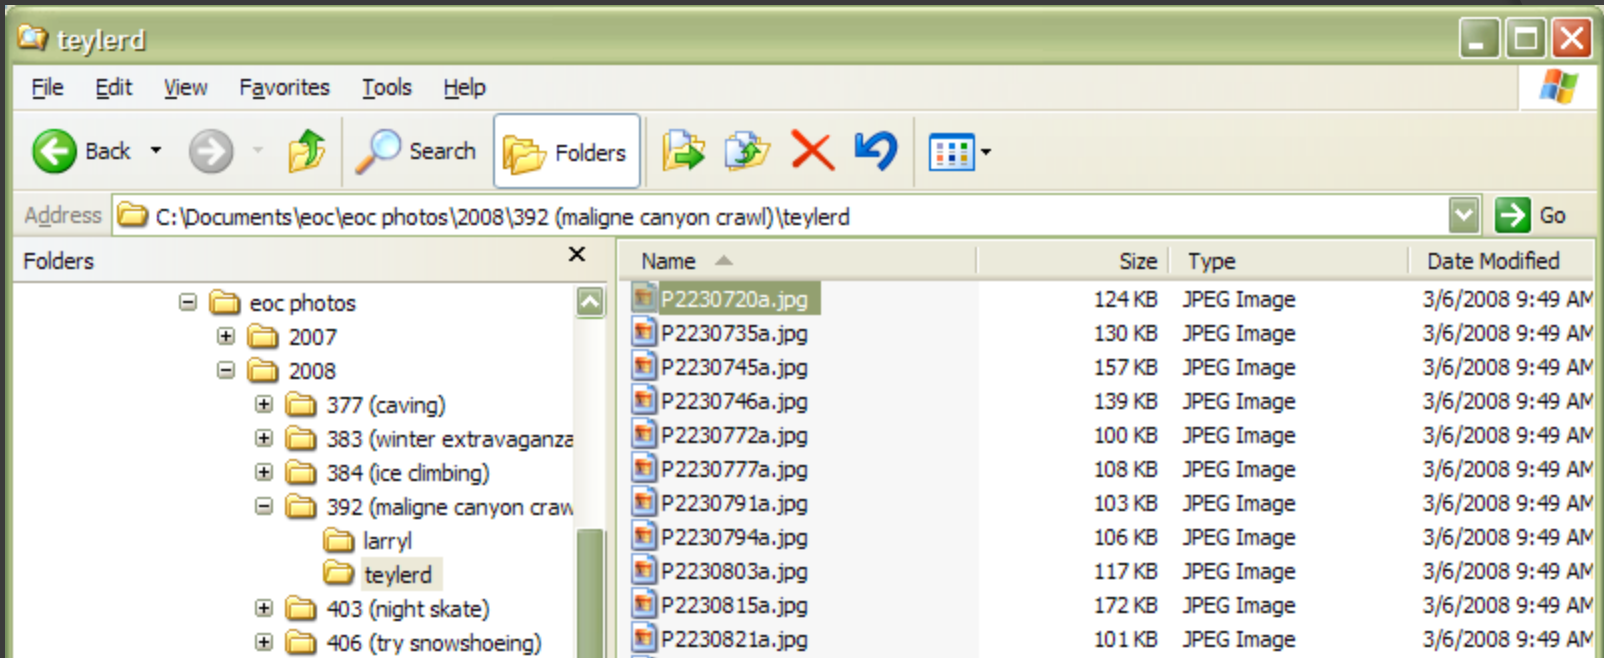 teylerd
File Edit View Favorites Tools Help
Back Search Folders
Address C:\Documents\eoc\eoc photos\2008\392 (maligne canyon crawl)\teylerd Go
Folders
eoc photos
2007
2008
377 (caving)
383 (winter extravaganza
384 (ice climbing)
392 (maligne canyon craw
larryl
teylerd
403 (night skate)
406 (try snowshoeing)
Name Size Type Date Modified
P2230720a.jpg 124 KB JPEG Image 3/6/2008 9:49 AM
P2230735a.jpg 130 KB JPEG Image 3/6/2008 9:49 AM
P2230745a.jpg 157 KB JPEG Image 3/6/2008 9:49 AM
P2230746a.jpg 139 KB JPEG Image 3/6/2008 9:49 AM
P2230772a.jpg 100 KB JPEG Image 3/6/2008 9:49 AM
P2230777a.jpg 108 KB JPEG Image 3/6/2008 9:49 AM
P2230791a.jpg 103 KB JPEG Image 3/6/2008 9:49 AM
P2230794a.jpg 106 KB JPEG Image 3/6/2008 9:49 AM
P2230803a.jpg 117 KB JPEG Image 3/6/2008 9:49 AM
P2230815a.jpg 172 KB JPEG Image 3/6/2008 9:49 AM
P2230821a.jpg 101 KB JPEG Image 3/6/2008 9:49 AM